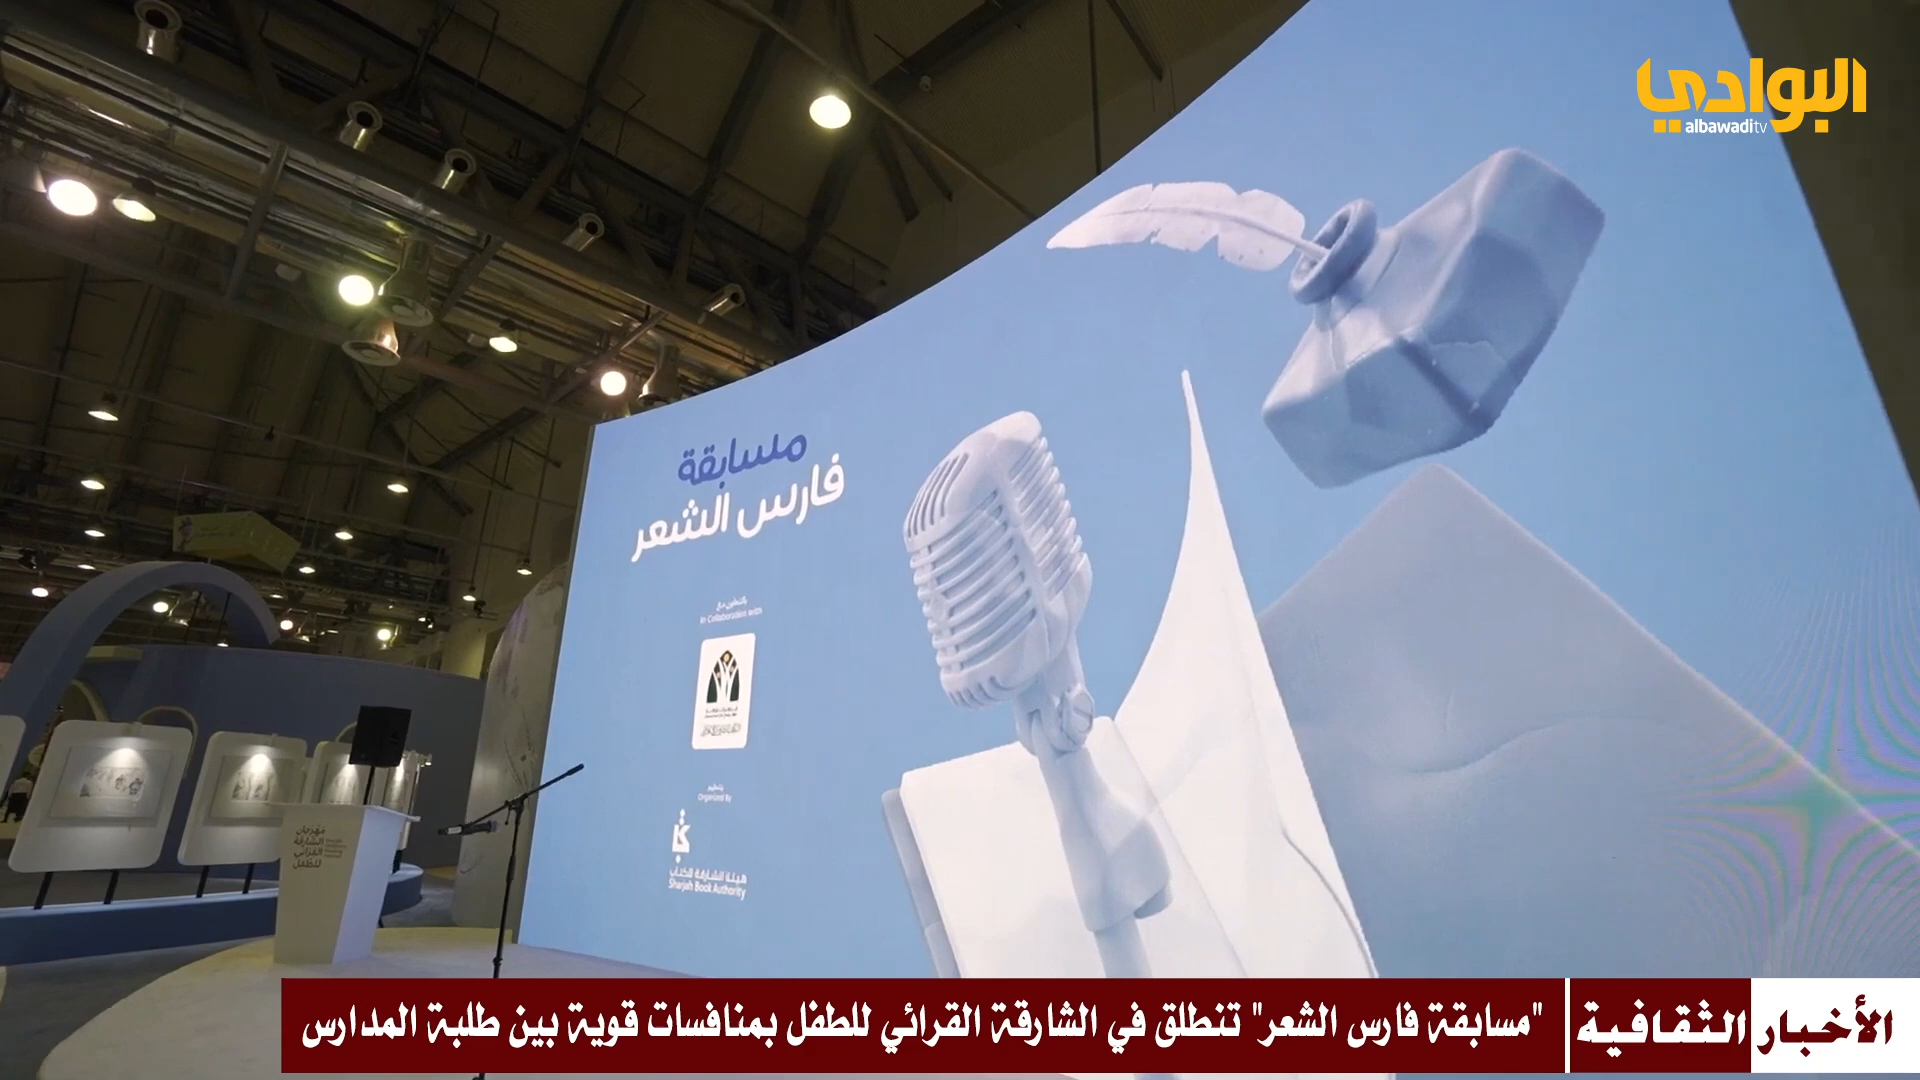 البوادي
albawaditv
مسابقة
فارس الشعر
بالتعاون مع
In Collaboration with
بتنظيم
Organized By
هيئة الشارقة للكتاب
Sharjah Book Authority
مهرجان
الشارقة
القرائي
للطفل
الأخبار الثقافية
"مسابقة فارس الشعر" تنطلق في الشارقة القرائي للطفل بمنافسات قوية بين طلبة المدارس